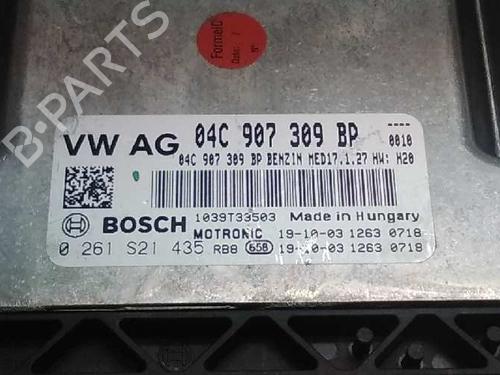 FormelD
Date: /
N°
B-PARTS
VW AG 04C 907 309 BP 0010
04C 907 309 BP BENZIN MED17.1.27 HW: H20
BOSCH 1039T33503 Made in Hungary
MOTRONIC 19-10-03 1263 0718
0 261 S21 435 RB8 658 19-10-03 1263 0718